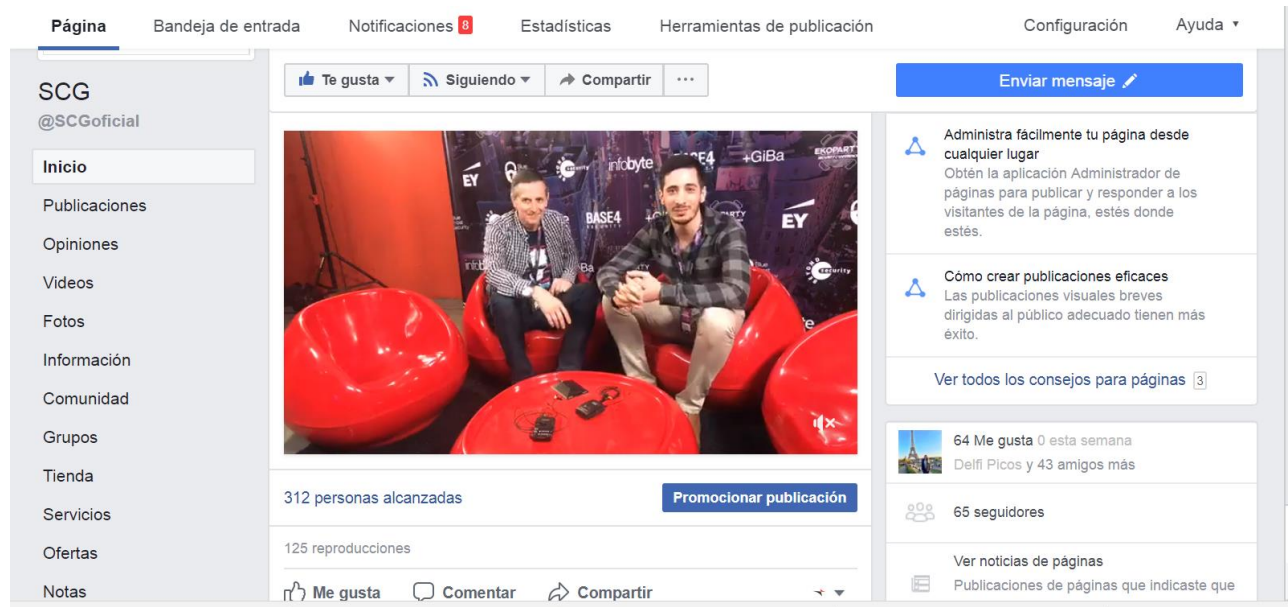 Página Bandeja de entrada Notificaciones 8 Estadísticas Herramientas de publicación Configuración Ayuda
SCG
@SCGoficial
Inicio
Publicaciones
Opiniones
Videos
Fotos
Información
Comunidad
Grupos
Tienda
Servicios
Ofertas
Notas
Te gusta Siguiendo Compartir ...
EY
infobyte
BASE4
+GiBa
EKOPARTY
BASE4
SECURITY
EY
security
312 personas alcanzadas
Promocionar publicación
125 reproducciones
Me gusta Comentar Compartir
Enviar mensaje
Administra fácilmente tu página desde
cualquier lugar
Obtén la aplicación Administrador de
páginas para publicar y responder a los
visitantes de la página, estés donde
estés.
Cómo crear publicaciones eficaces
Las publicaciones visuales breves
dirigidas al público adecuado tienen más
éxito.
Ver todos los consejos para páginas 3
64 Me gusta 0 esta semana
Delfi Picos y 43 amigos más
65 seguidores
Ver noticias de páginas
Publicaciones de páginas que indicaste que